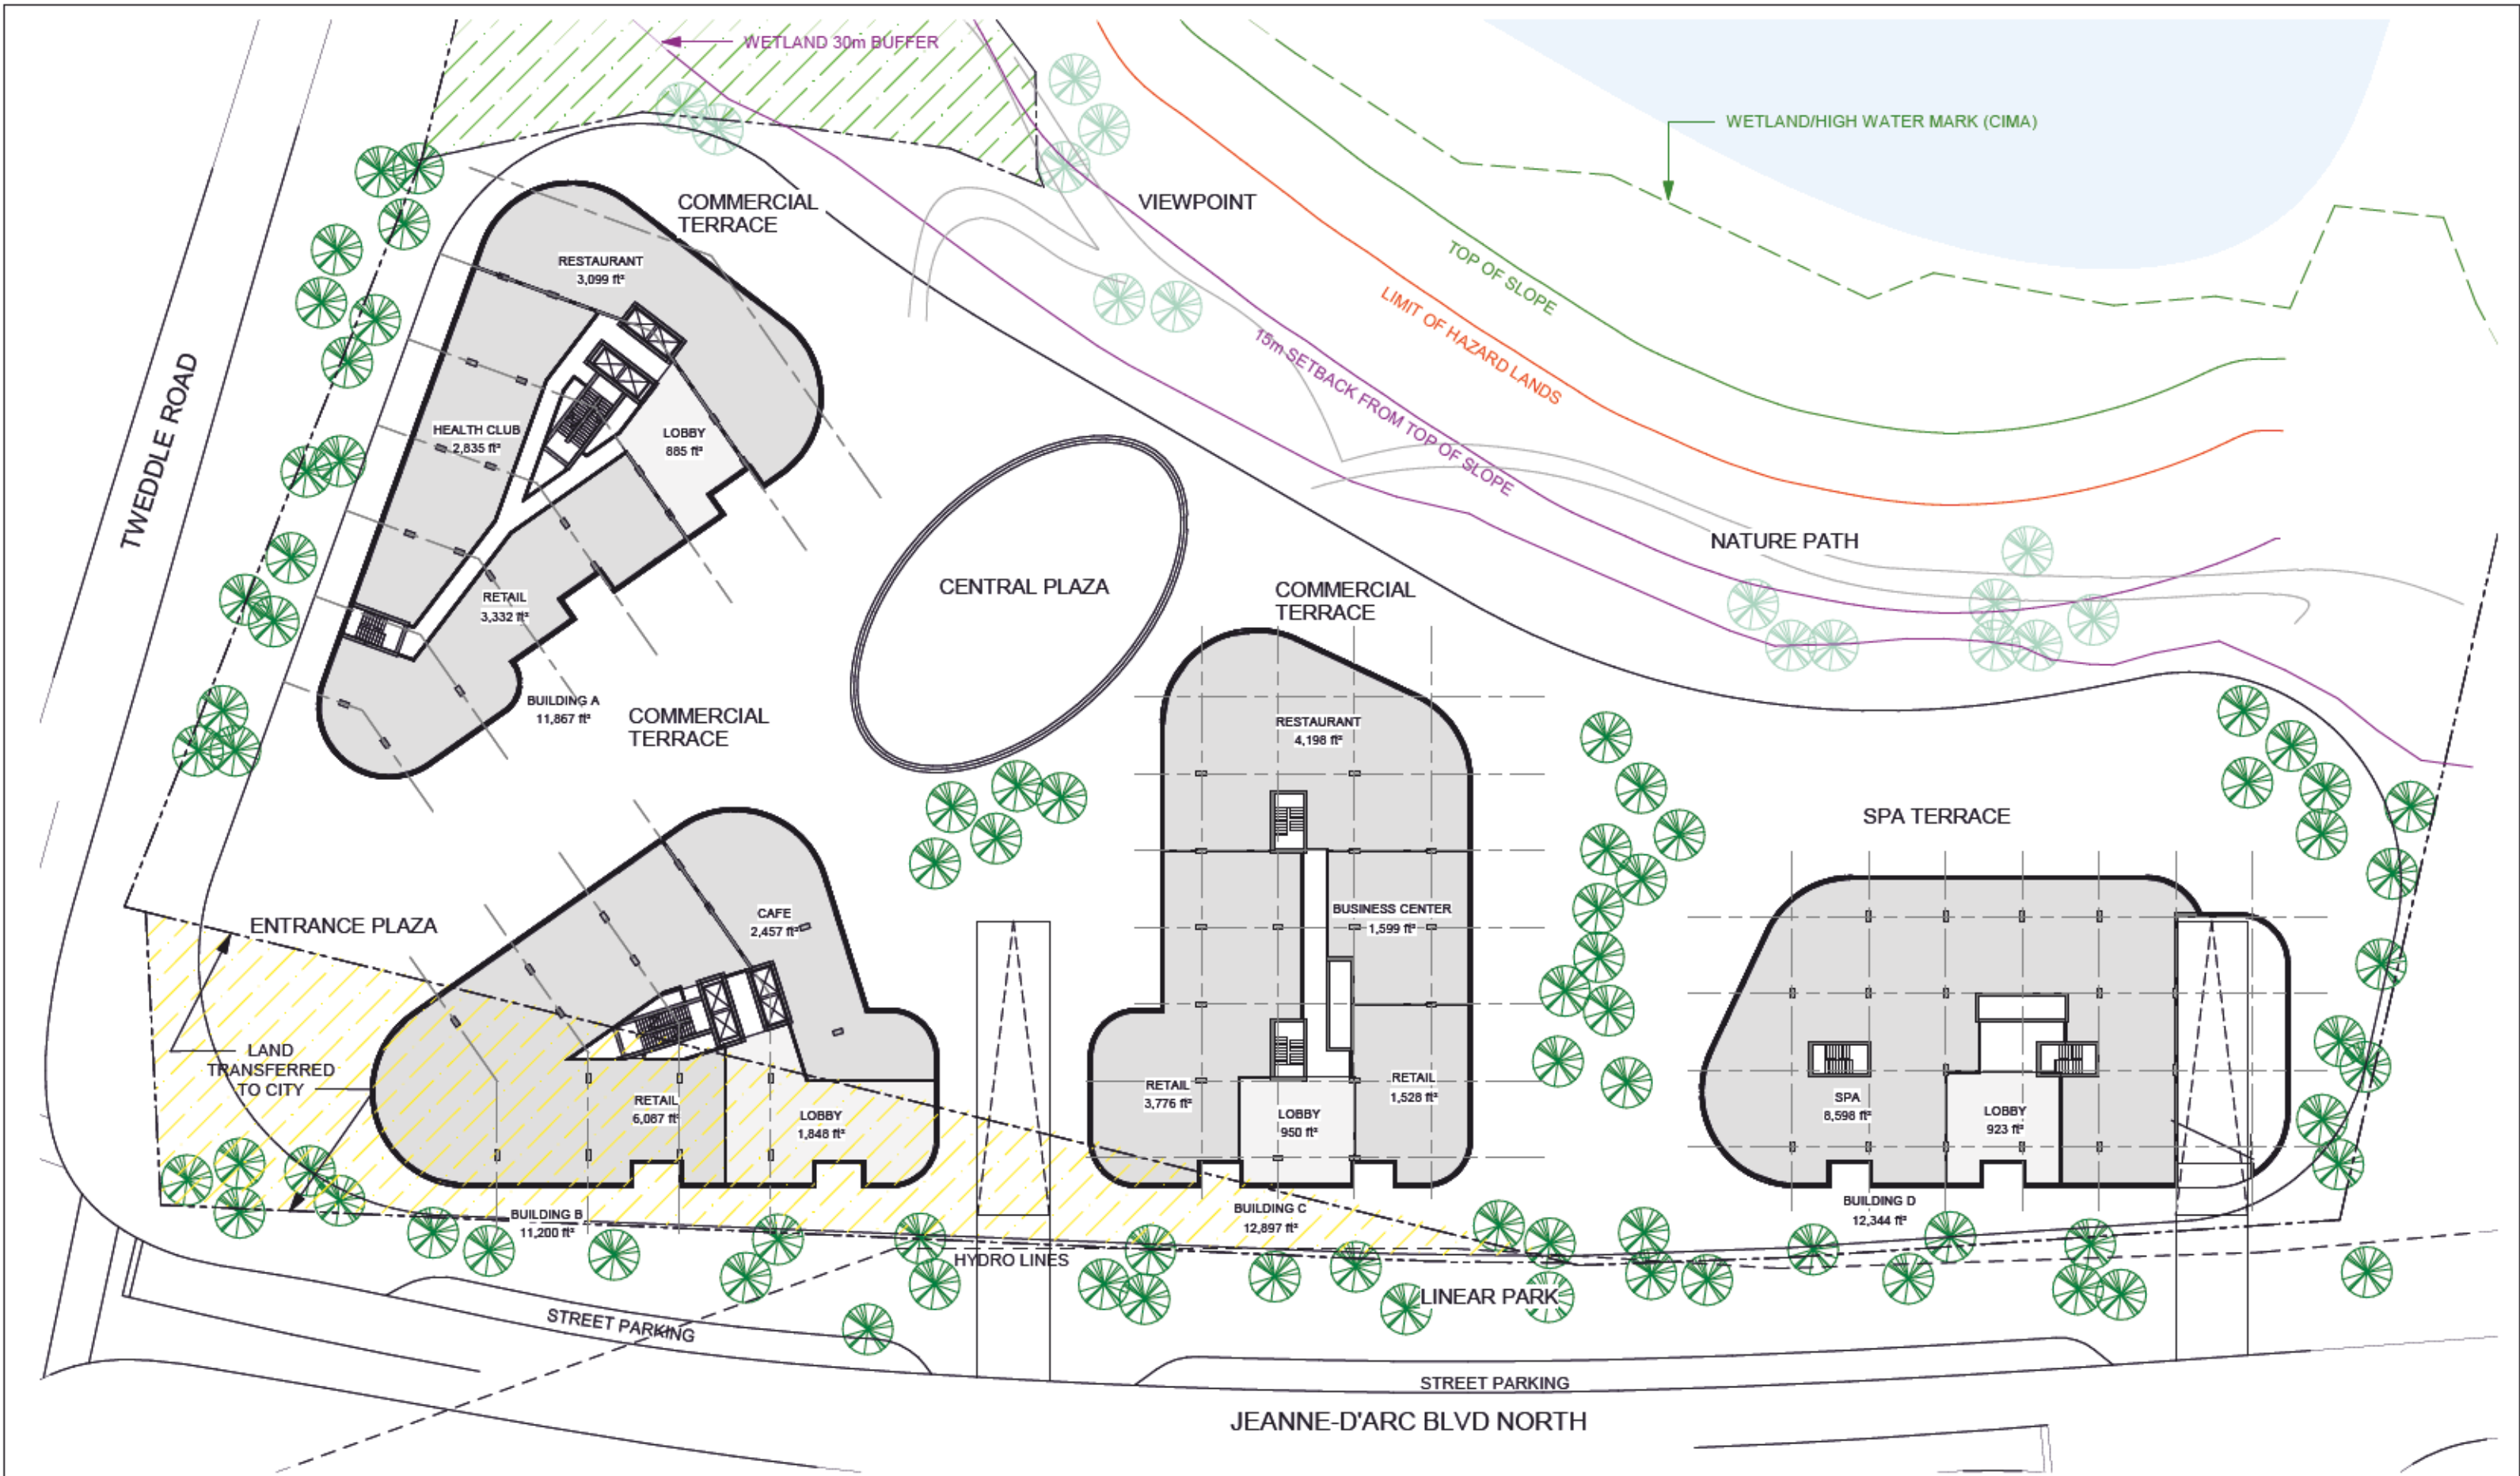 WETLAND 30m BUFFER
WETLAND/HIGH WATER MARK (CIMA)
COMMERCIAL
TERRACE
VIEWPOINT
TOP OF SLOPE
LIMIT OF HAZARD LANDS
15m SETBACK FROM TOP OF SLOPE
RESTAURANT
3,099 ft²
TWEDDLE ROAD
HEALTH CLUB
2,835 ft²
LOBBY
885 ft²
NATURE PATH
RETAIL
3,332 ft²
CENTRAL PLAZA
COMMERCIAL
TERRACE
BUILDING A
11,867 ft²
COMMERCIAL
TERRACE
RESTAURANT
4,198 ft²
SPA TERRACE
ENTRANCE PLAZA
CAFE
2,457 ft²
BUSINESS CENTER
1,599 ft²
LAND
TRANSFERRED
TO CITY
RETAIL
6,087 ft²
LOBBY
1,848 ft²
RETAIL
3,776 ft²
LOBBY
950 ft²
RETAIL
1,528 ft²
SPA
8,598 ft²
LOBBY
923 ft²
BUILDING B
11,200 ft²
BUILDING C
12,897 ft²
BUILDING D
12,344 ft²
HYDRO LINES
LINEAR PARK
STREET PARKING
STREET PARKING
JEANNE-D'ARC BLVD NORTH